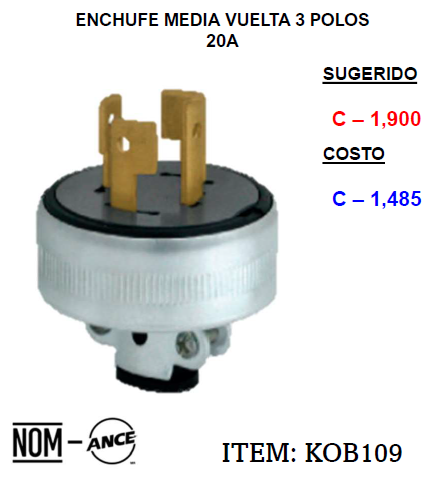 ENCHUFE MEDIA VUELTA 3 POLOS
20A
SUGERIDO
C – 1,900
COSTO
C – 1,485
NOM – ANCE
ITEM: KOB109